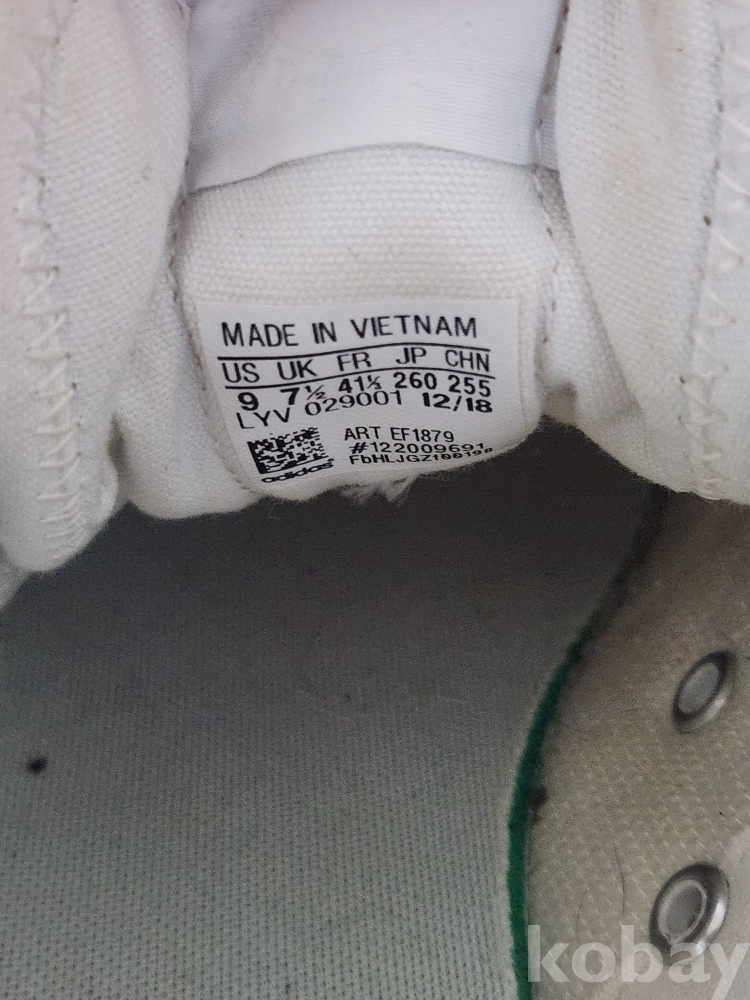 MADE IN VIETNAM
US UK FR JP CHN
9 7½ 41⅓ 260 255
LYV 029001 12/18
ART EF1879
#122009691
adidas
kobay